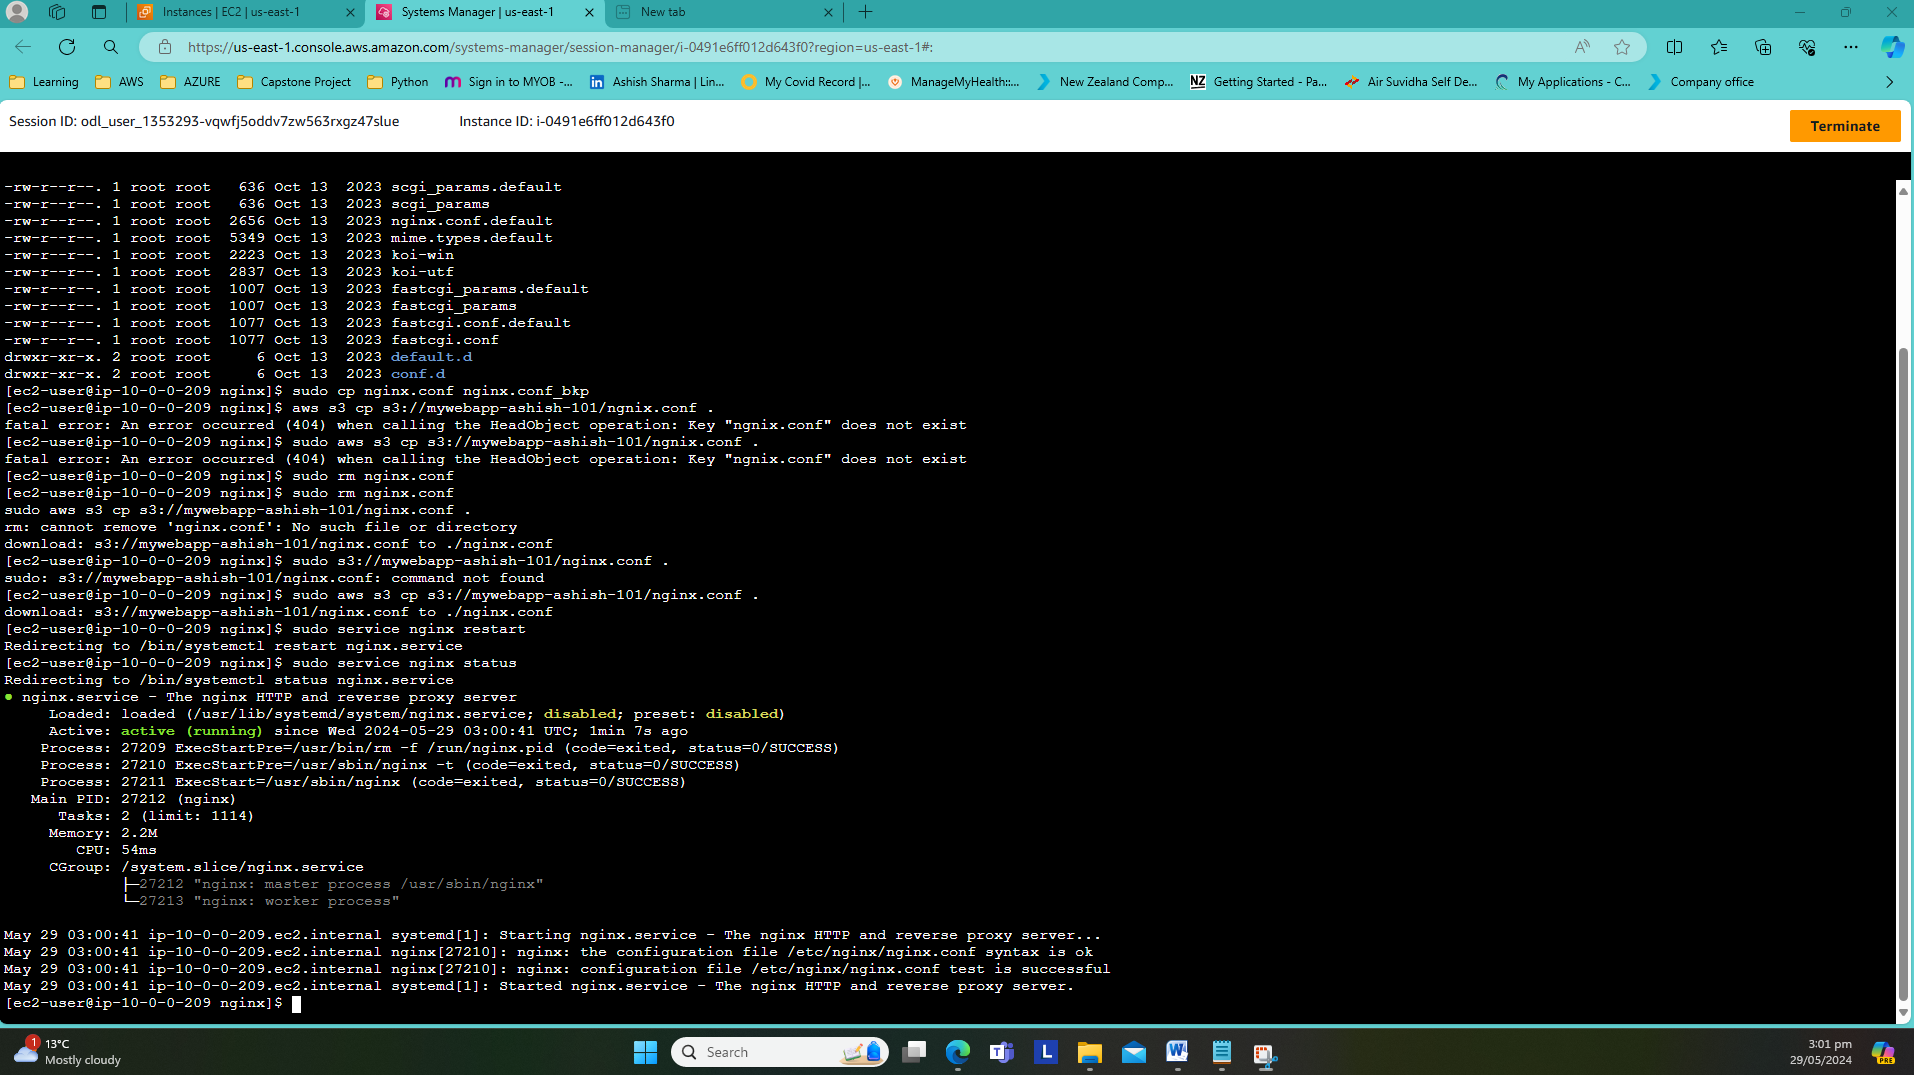 Instances | EC2 | us-east-1
Systems Manager | us-east-1
New tab
https://us-east-1.console.aws.amazon.com/systems-manager/session-manager/i-0491e6ff012d643f0?region=us-east-1#:
Learning AWS AZURE Capstone Project Python Sign in to MYOB -... Ashish Sharma | Lin... My Covid Record |... ManageMyHealth::... New Zealand Comp... NZ Getting Started - Pa... Air Suvidha Self De... My Applications - C... Company office
Session ID: odl_user_1353293-vqwfj5oddv7zw563rxgz47slue Instance ID: i-0491e6ff012d643f0
Terminate
-rw-r--r--. 1 root root   636 Oct 13  2023 scgi_params.default
-rw-r--r--. 1 root root   636 Oct 13  2023 scgi_params
-rw-r--r--. 1 root root  2656 Oct 13  2023 nginx.conf.default
-rw-r--r--. 1 root root  5349 Oct 13  2023 mime.types.default
-rw-r--r--. 1 root root  2223 Oct 13  2023 koi-win
-rw-r--r--. 1 root root  2837 Oct 13  2023 koi-utf
-rw-r--r--. 1 root root  1007 Oct 13  2023 fastcgi_params.default
-rw-r--r--. 1 root root  1007 Oct 13  2023 fastcgi_params
-rw-r--r--. 1 root root  1077 Oct 13  2023 fastcgi.conf.default
-rw-r--r--. 1 root root  1077 Oct 13  2023 fastcgi.conf
drwxr-xr-x. 2 root root     6 Oct 13  2023 default.d
drwxr-xr-x. 2 root root     6 Oct 13  2023 conf.d
[ec2-user@ip-10-0-0-209 nginx]$ sudo cp nginx.conf nginx.conf_bkp
[ec2-user@ip-10-0-0-209 nginx]$ aws s3 cp s3://mywebapp-ashish-101/ngnix.conf .
fatal error: An error occurred (404) when calling the HeadObject operation: Key "ngnix.conf" does not exist
[ec2-user@ip-10-0-0-209 nginx]$ sudo aws s3 cp s3://mywebapp-ashish-101/ngnix.conf .
fatal error: An error occurred (404) when calling the HeadObject operation: Key "ngnix.conf" does not exist
[ec2-user@ip-10-0-0-209 nginx]$ sudo rm nginx.conf
[ec2-user@ip-10-0-0-209 nginx]$ sudo rm nginx.conf
sudo aws s3 cp s3://mywebapp-ashish-101/nginx.conf .
rm: cannot remove 'nginx.conf': No such file or directory
download: s3://mywebapp-ashish-101/nginx.conf to ./nginx.conf
[ec2-user@ip-10-0-0-209 nginx]$ sudo s3://mywebapp-ashish-101/nginx.conf .
sudo: s3://mywebapp-ashish-101/nginx.conf: command not found
[ec2-user@ip-10-0-0-209 nginx]$ sudo aws s3 cp s3://mywebapp-ashish-101/nginx.conf .
download: s3://mywebapp-ashish-101/nginx.conf to ./nginx.conf
[ec2-user@ip-10-0-0-209 nginx]$ sudo service nginx restart
Redirecting to /bin/systemctl restart nginx.service
[ec2-user@ip-10-0-0-209 nginx]$ sudo service nginx status
Redirecting to /bin/systemctl status nginx.service
● nginx.service - The nginx HTTP and reverse proxy server
Loaded: loaded (/usr/lib/systemd/system/nginx.service; disabled; preset: disabled)
Active: active (running) since Wed 2024-05-29 03:00:41 UTC; 1min 7s ago
Process: 27209 ExecStartPre=/usr/bin/rm -f /run/nginx.pid (code=exited, status=0/SUCCESS)
Process: 27210 ExecStartPre=/usr/sbin/nginx -t (code=exited, status=0/SUCCESS)
Process: 27211 ExecStart=/usr/sbin/nginx (code=exited, status=0/SUCCESS)
Main PID: 27212 (nginx)
Tasks: 2 (limit: 1114)
Memory: 2.2M
CPU: 54ms
CGroup: /system.slice/nginx.service
├─27212 "nginx: master process /usr/sbin/nginx"
└─27213 "nginx: worker process"
May 29 03:00:41 ip-10-0-0-209.ec2.internal systemd[1]: Starting nginx.service - The nginx HTTP and reverse proxy server...
May 29 03:00:41 ip-10-0-0-209.ec2.internal nginx[27210]: nginx: the configuration file /etc/nginx/nginx.conf syntax is ok
May 29 03:00:41 ip-10-0-0-209.ec2.internal nginx[27210]: nginx: configuration file /etc/nginx/nginx.conf test is successful
May 29 03:00:41 ip-10-0-0-209.ec2.internal systemd[1]: Started nginx.service - The nginx HTTP and reverse proxy server.
[ec2-user@ip-10-0-0-209 nginx]$
1 13°C
Mostly cloudy
Search
L
W
3:01 pm
29/05/2024
PRE